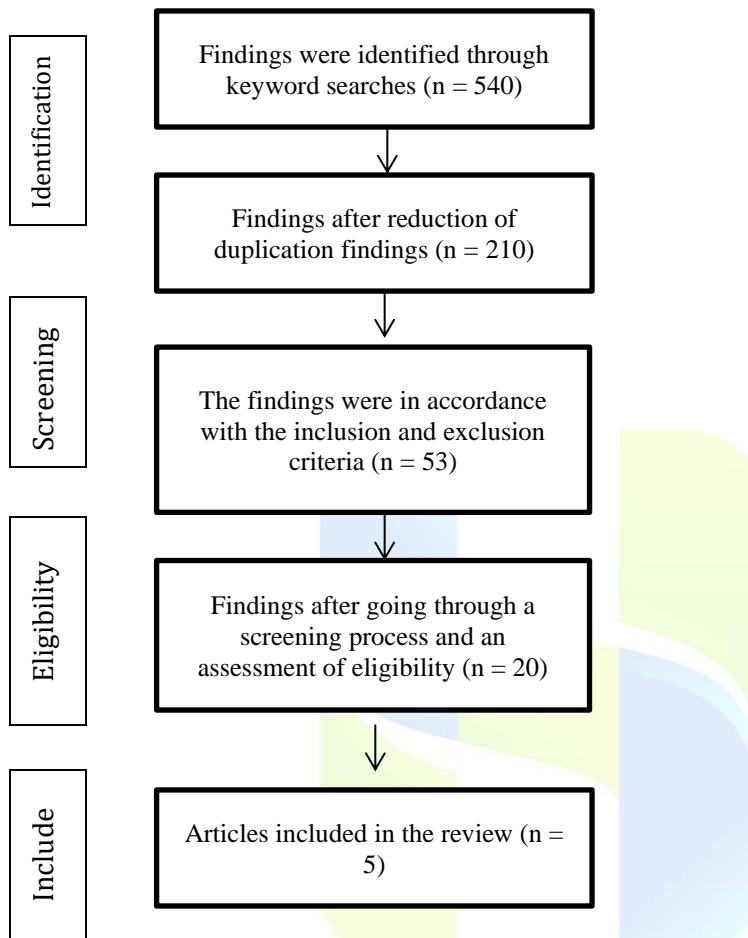 Identification
Findings were identified through
keyword searches (n = 540)
Findings after reduction of
duplication findings (n = 210)
Screening
The findings were in accordance
with the inclusion and exclusion
criteria (n = 53)
Eligibility
Findings after going through a
screening process and an
assessment of eligibility (n = 20)
Include
Articles included in the review (n =
5)